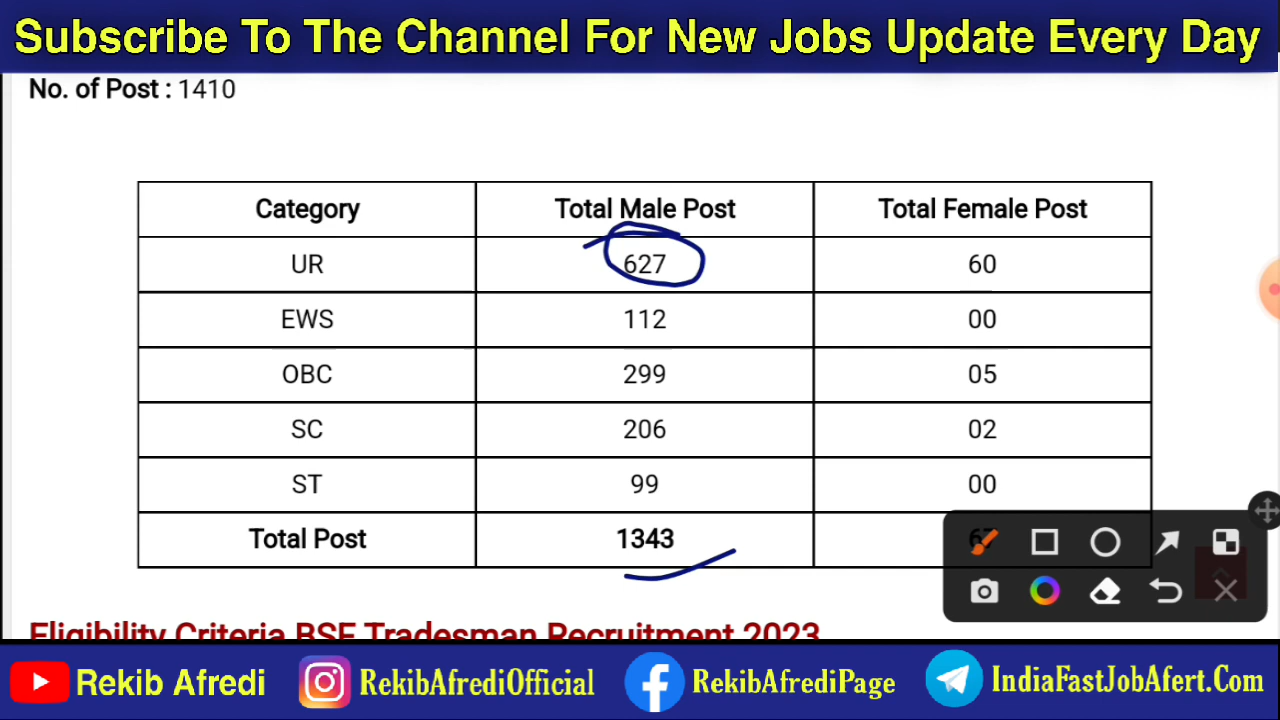 Subscribe To The Channel For New Jobs Update Every Day
No. of Post : 1410
Category Total Male Post Total Female Post
UR 627 60
EWS 112 00
OBC 299 05
SC 206 02
ST 99 00
Total Post 1343 67
Eligibility Criteria BSF Tradesman Recruitment 2023
Rekib Afredi RekibAfrediOfficial RekibAfrediPage IndiaFastJobAfert.Com